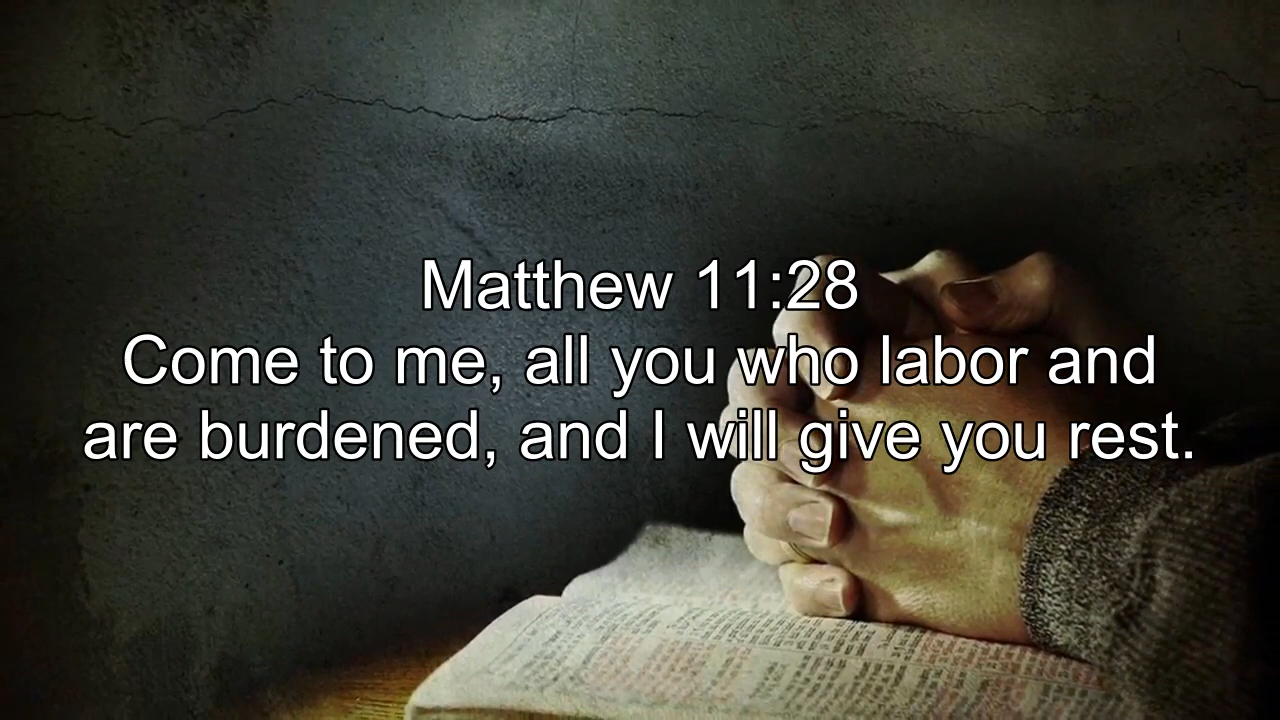 Matthew 11:28
Come to me, all you who labor and
are burdened, and I will give you rest.